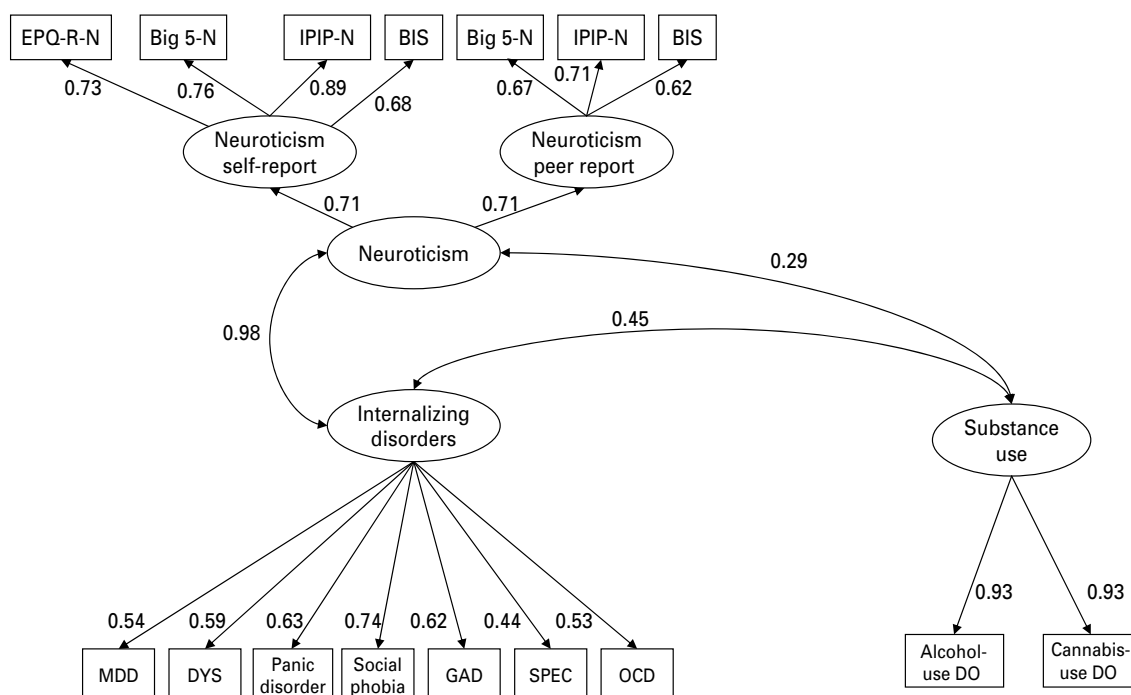 EPQ-R-N
Big 5-N
IPIP-N
BIS
Big 5-N
IPIP-N
BIS
0.73
0.76
0.89
0.68
0.67
0.71
0.62
Neuroticism
self-report
Neuroticism
peer report
0.71
0.71
Neuroticism
0.29
0.98
0.45
Internalizing
disorders
Substance
use
0.54
0.59
0.63
0.74
0.62
0.44
0.53
0.93
0.93
MDD
DYS
Panic
disorder
Social
phobia
GAD
SPEC
OCD
Alcohol-
use DO
Cannabis-
use DO